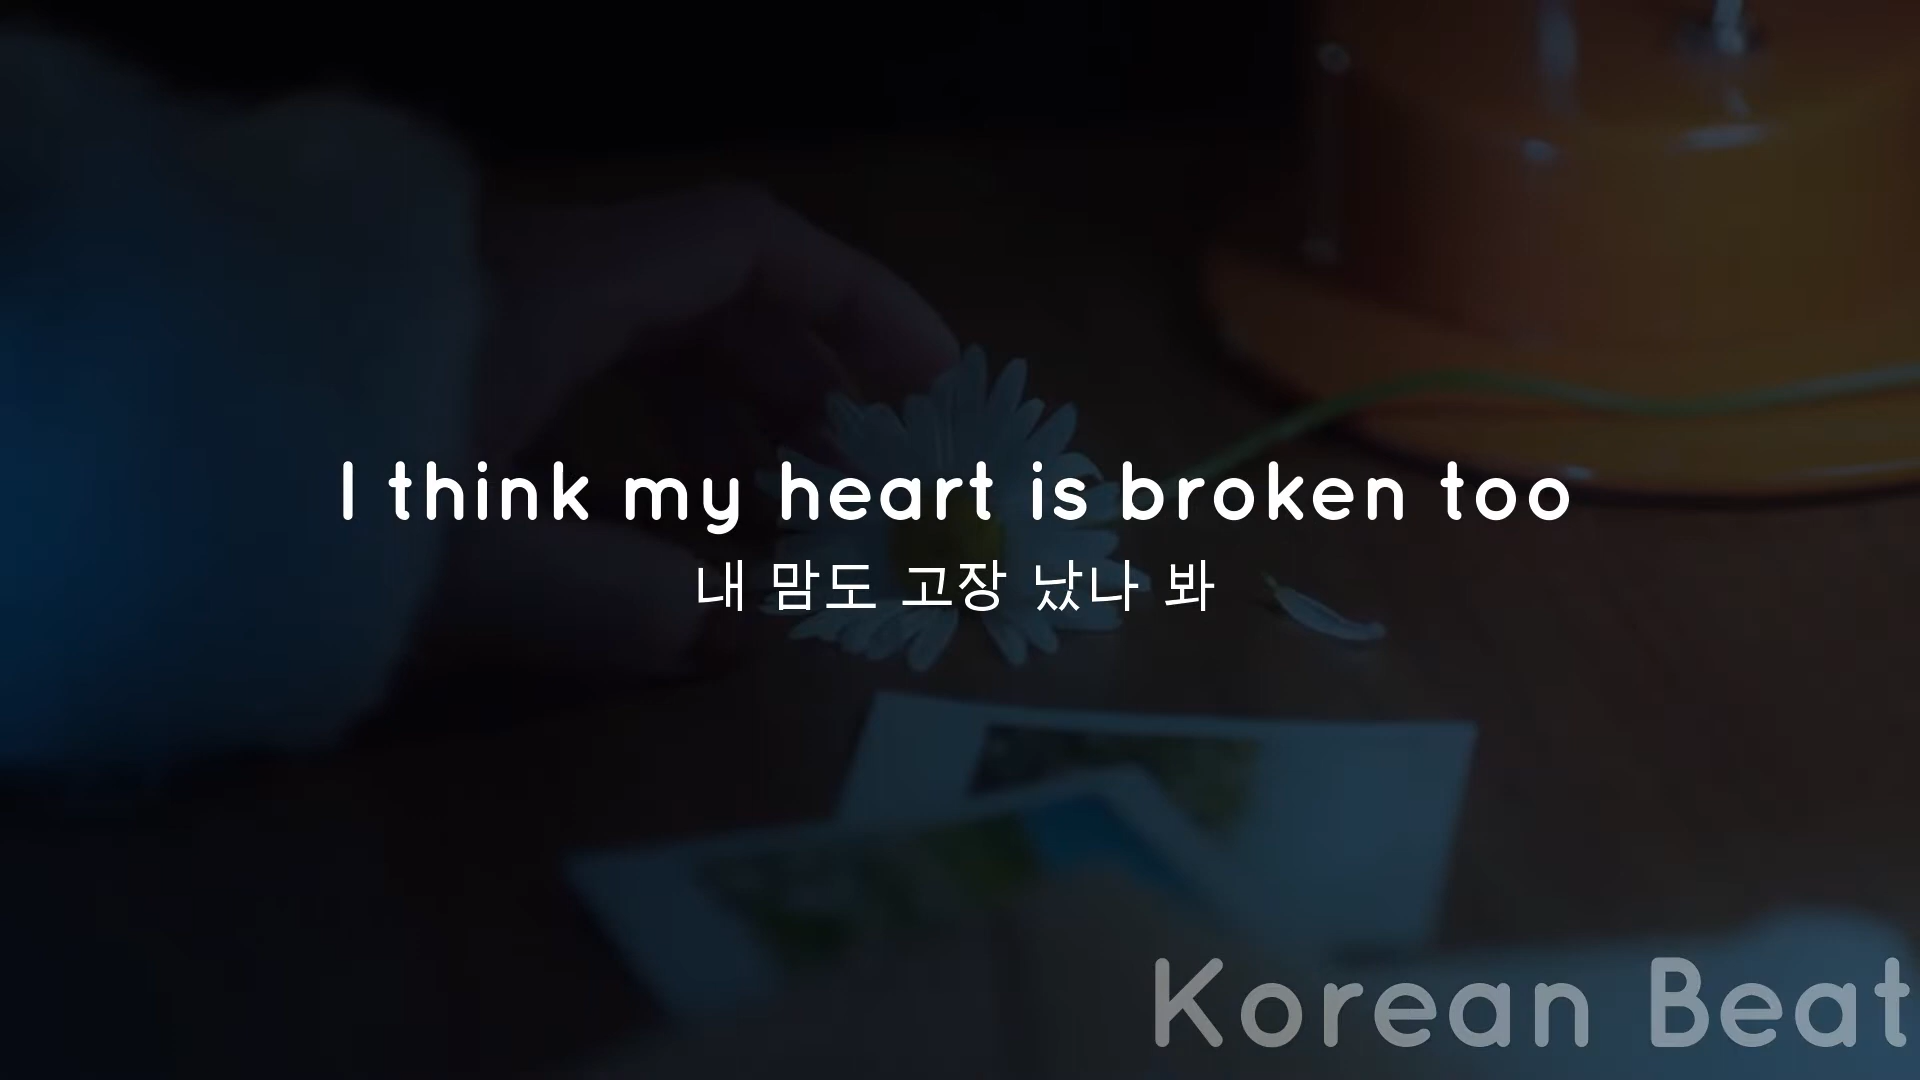 I think my heart is broken too
내 맘도 고장 났나 봐
Korean Beat